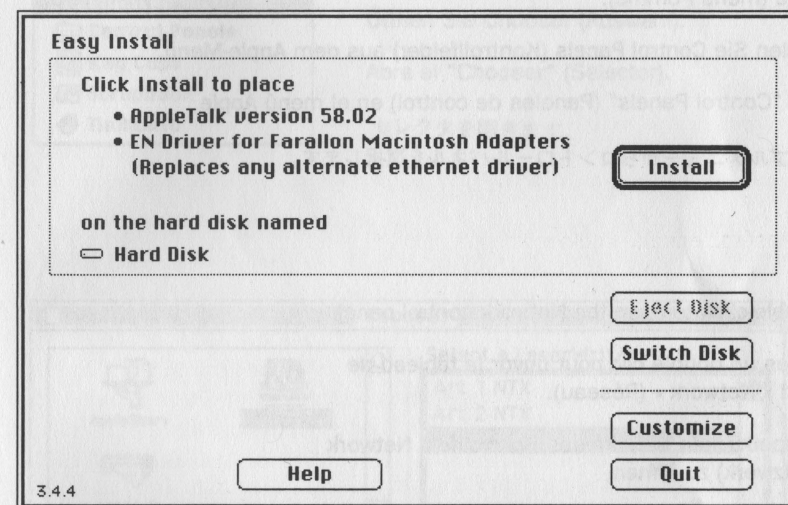 Easy Install
Click Install to place
• AppleTalk version 58.02
• EN Driver for Farallon Macintosh Adapters
(Replaces any alternate ethernet driver)
Install
on the hard disk named
Hard Disk
Eject Disk
Switch Disk
Customize
Help
Quit
3.4.4